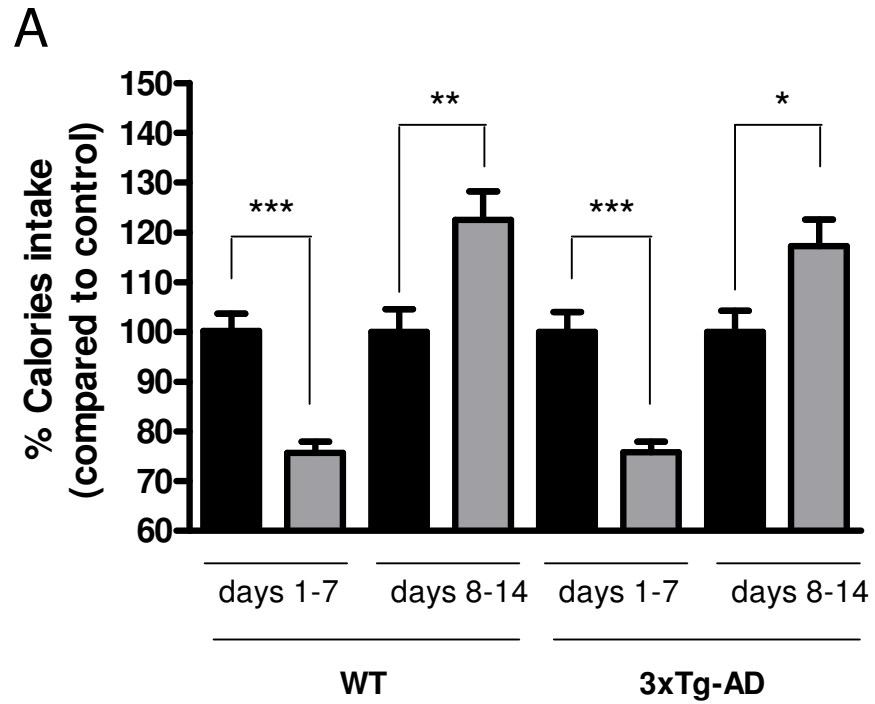 A
% Calories intake
(compared to control)
150
140
130
120
110
100
90
80
70
60
***
**
***
*
days 1-7
days 8-14
days 1-7
days 8-14
WT
3xTg-AD